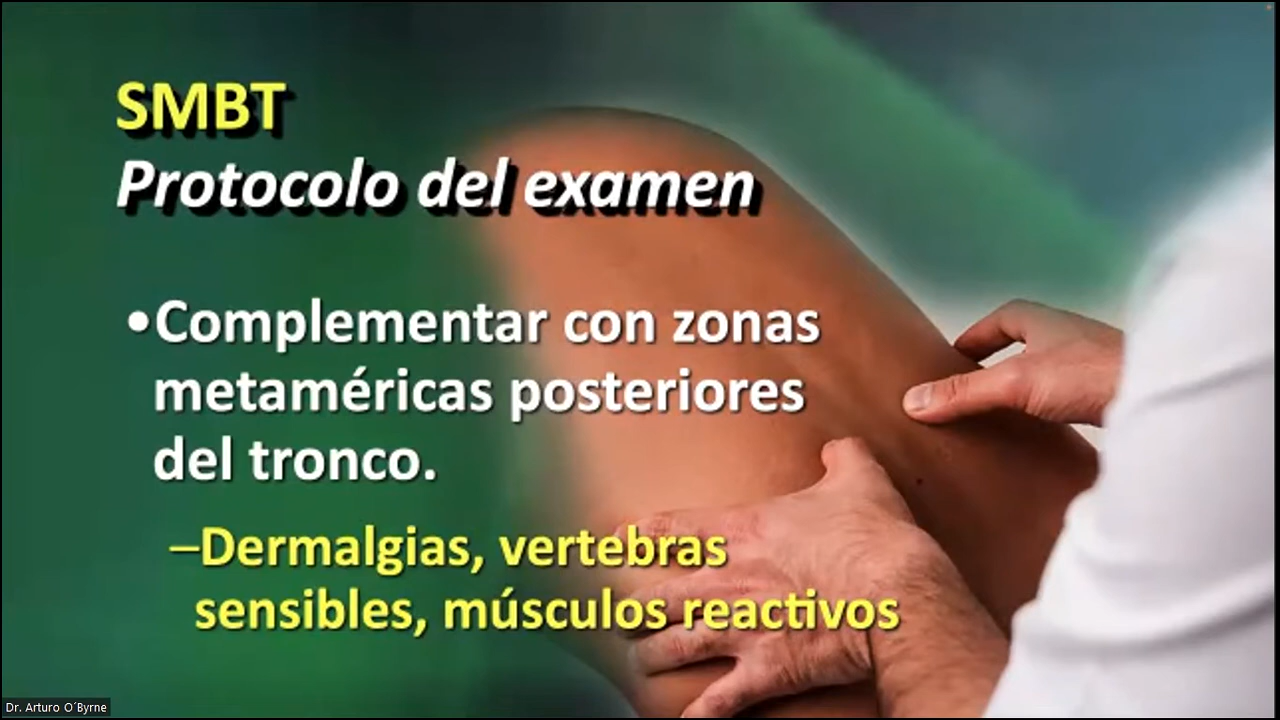 SMBT
Protocolo del examen
•Complementar con zonas
metaméricas posteriores
del tronco.
–Dermalgias, vertebras
sensibles, músculos reactivos
Dr. Arturo O´Byrne